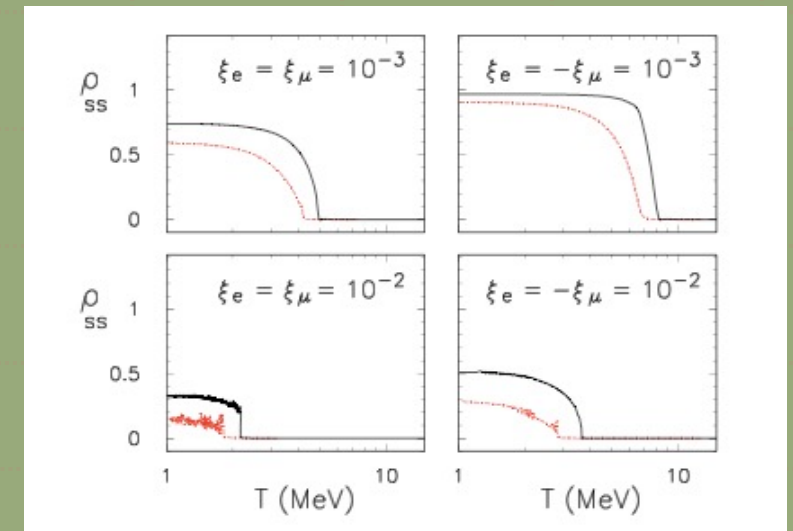 ξe = ξμ = 10⁻³
ξe = −ξμ = 10⁻³
ρss
1
0.5
0
ξe = ξμ = 10⁻²
ξe = −ξμ = 10⁻²
ρss
1
0.5
0
1 10 1 10
T (MeV) T (MeV)